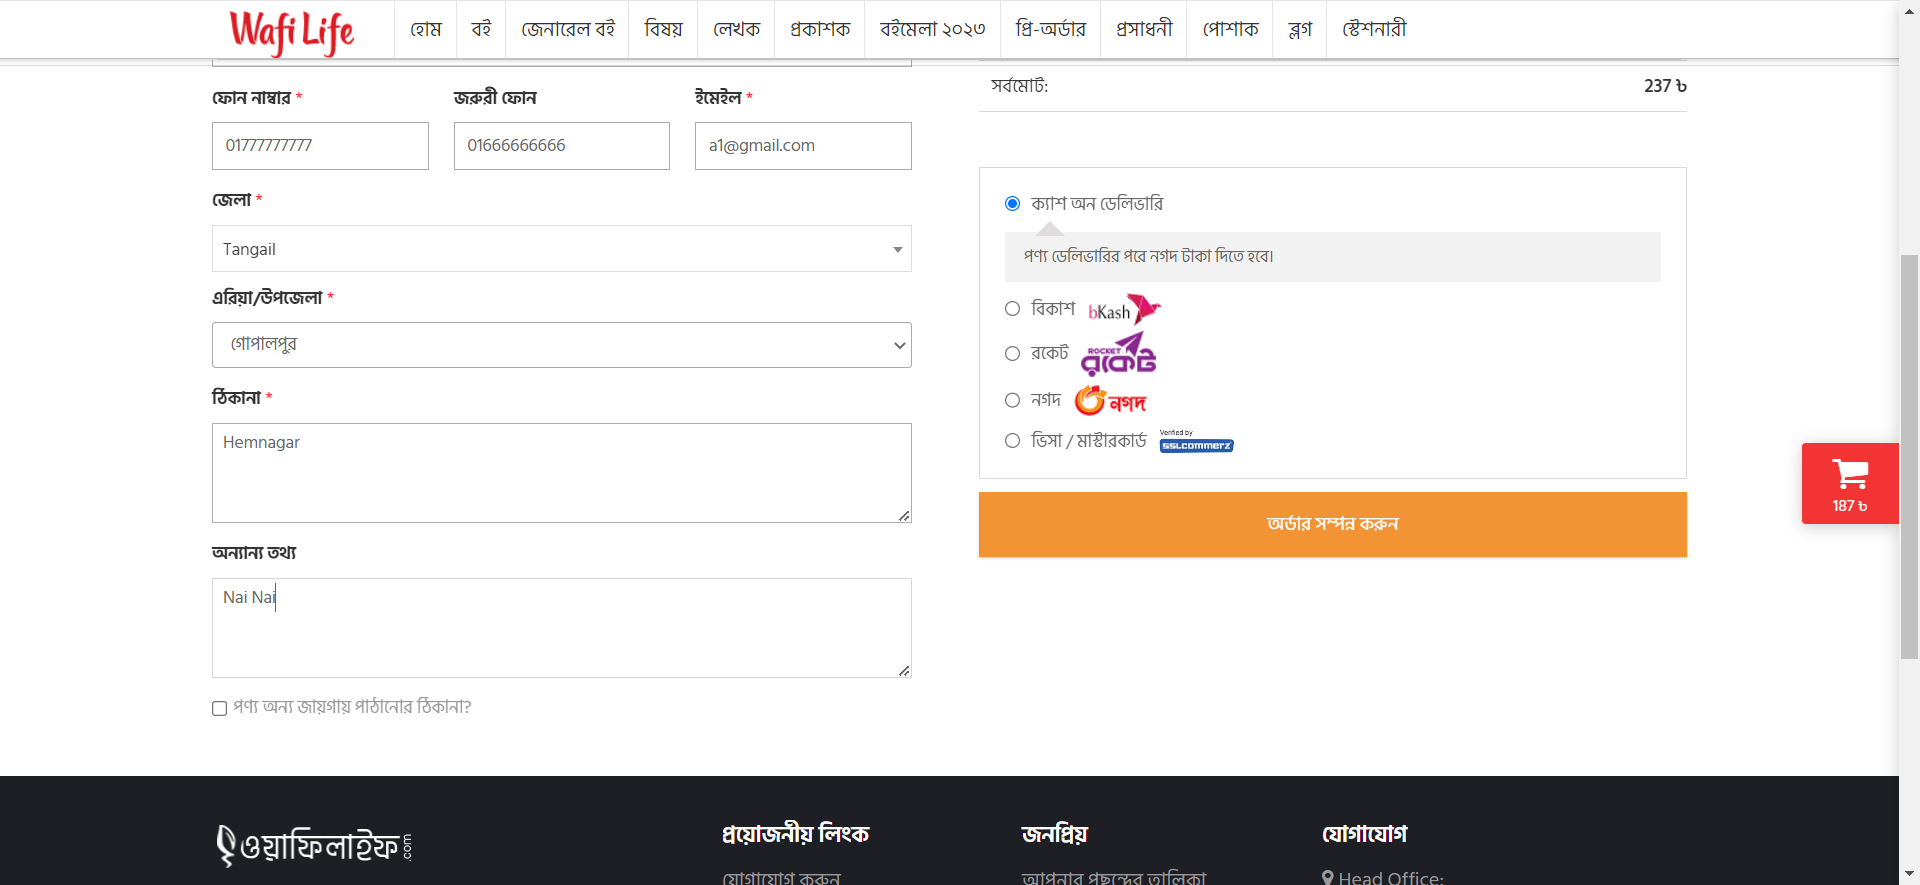 Wafi Life
হোম
বই
জেনারেল বই
বিষয়
লেখক
প্রকাশক
বইমেলা ২০২৩
প্রি-অর্ডার
প্রসাধনী
পোশাক
ব্লগ
স্টেশনারী
ফোন নাম্বার *
জরুরী ফোন
ইমেইল *
01777777777
01666666666
a1@gmail.com
জেলা *
Tangail
এরিয়া/উপজেলা *
গোপালপুর
ঠিকানা *
Hemnagar
অন্যান্য তথ্য
Nai Nai
পণ্য অন্য জায়গায় পাঠানোর ঠিকানা?
সর্বমোট: 237 ৳
ক্যাশ অন ডেলিভারি
পণ্য ডেলিভারির পরে নগদ টাকা দিতে হবে।
বিকাশ bKash
রকেট ROCKET রকেট
নগদ নগদ
ভিসা / মাস্টারকার্ড Verified by SSLCOMMERZ
অর্ডার সম্পন্ন করুন
187 ৳
ওয়াফিলাইফ.com
প্রয়োজনীয় লিংক
জনপ্রিয়
যোগাযোগ
যোগাযোগ করুন
আপনার পছন্দের তালিকা
Head Office: